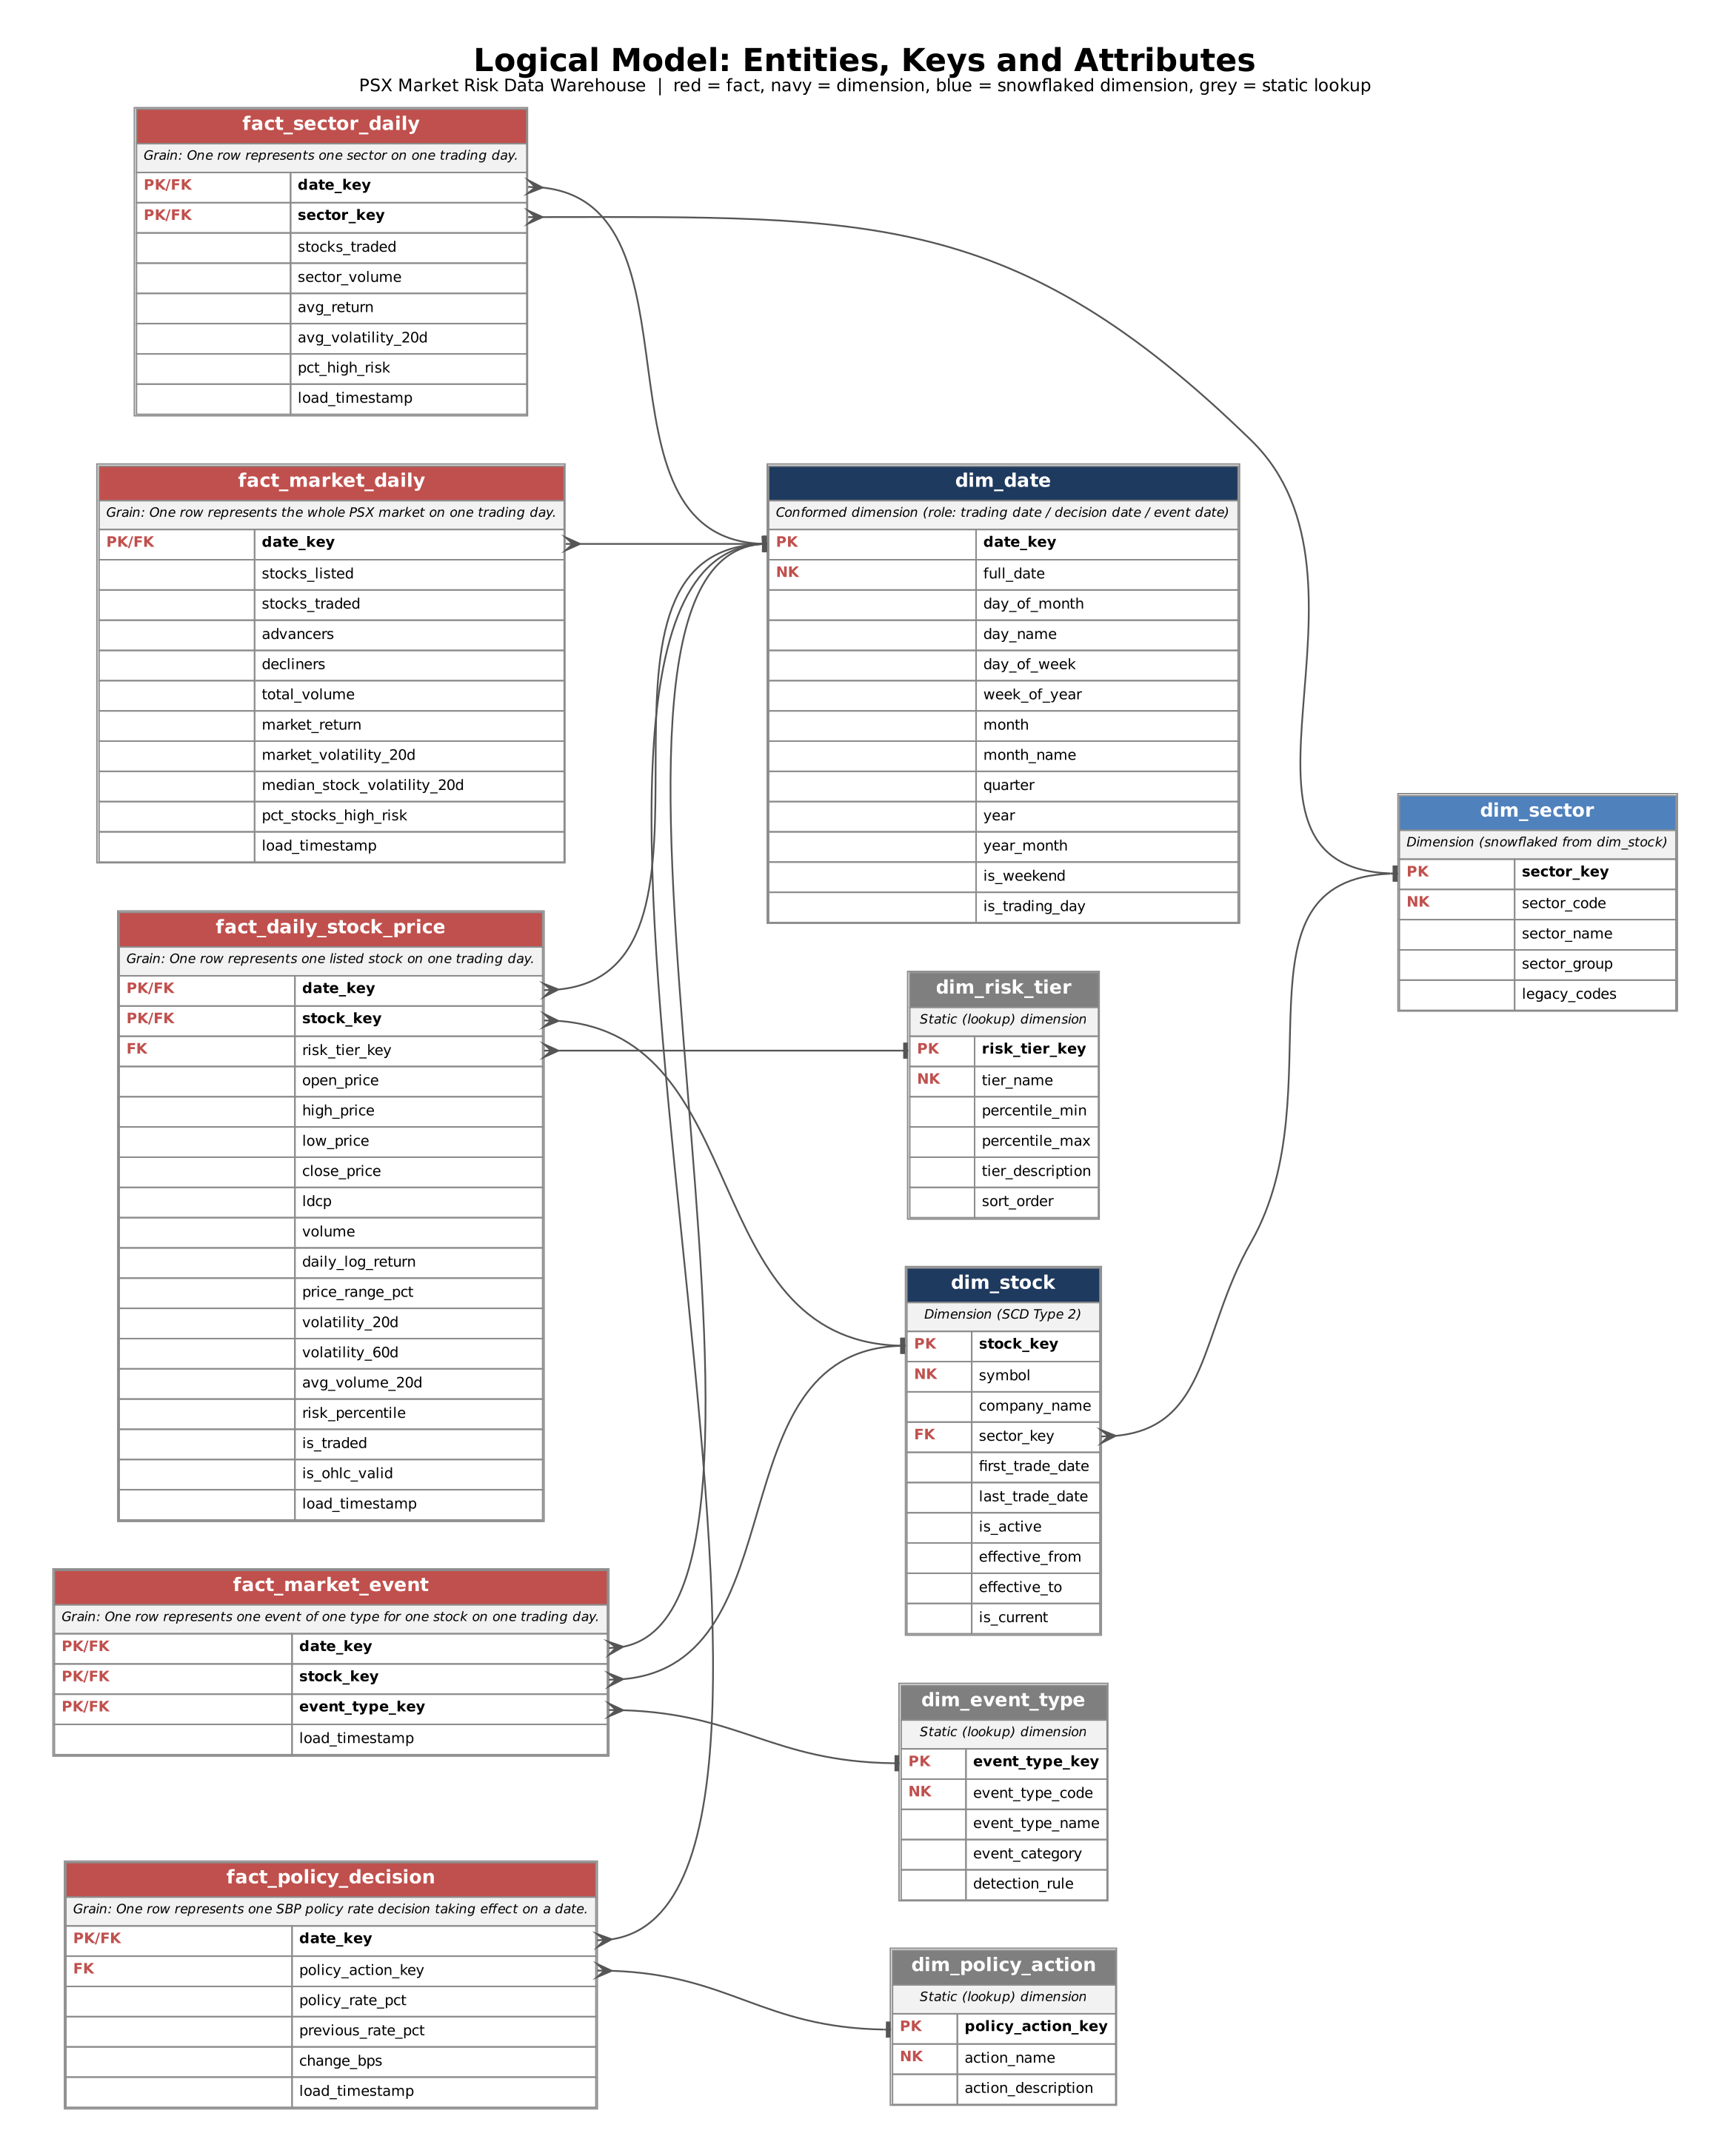 Logical Model: Entities, Keys and Attributes
PSX Market Risk Data Warehouse | red = fact, navy = dimension, blue = snowflaked dimension, grey = static lookup
fact_sector_daily
Grain: One row represents one sector on one trading day.
PK/FK date_key
PK/FK sector_key
stocks_traded
sector_volume
avg_return
avg_volatility_20d
pct_high_risk
load_timestamp
fact_market_daily
Grain: One row represents the whole PSX market on one trading day.
PK/FK date_key
stocks_listed
stocks_traded
advancers
decliners
total_volume
market_return
market_volatility_20d
median_stock_volatility_20d
pct_stocks_high_risk
load_timestamp
dim_date
Conformed dimension (role: trading date / decision date / event date)
PK date_key
NK full_date
day_of_month
day_name
day_of_week
week_of_year
month
month_name
quarter
year
year_month
is_weekend
is_trading_day
dim_sector
Dimension (snowflaked from dim_stock)
PK sector_key
NK sector_code
sector_name
sector_group
legacy_codes
fact_daily_stock_price
Grain: One row represents one listed stock on one trading day.
PK/FK date_key
PK/FK stock_key
FK risk_tier_key
open_price
high_price
low_price
close_price
ldcp
volume
daily_log_return
price_range_pct
volatility_20d
volatility_60d
avg_volume_20d
risk_percentile
is_traded
is_ohlc_valid
load_timestamp
dim_risk_tier
Static (lookup) dimension
PK risk_tier_key
NK tier_name
percentile_min
percentile_max
tier_description
sort_order
dim_stock
Dimension (SCD Type 2)
PK stock_key
NK symbol
company_name
FK sector_key
first_trade_date
last_trade_date
is_active
effective_from
effective_to
is_current
fact_market_event
Grain: One row represents one event of one type for one stock on one trading day.
PK/FK date_key
PK/FK stock_key
PK/FK event_type_key
load_timestamp
dim_event_type
Static (lookup) dimension
PK event_type_key
NK event_type_code
event_type_name
event_category
detection_rule
fact_policy_decision
Grain: One row represents one SBP policy rate decision taking effect on a date.
PK/FK date_key
FK policy_action_key
policy_rate_pct
previous_rate_pct
change_bps
load_timestamp
dim_policy_action
Static (lookup) dimension
PK policy_action_key
NK action_name
action_description